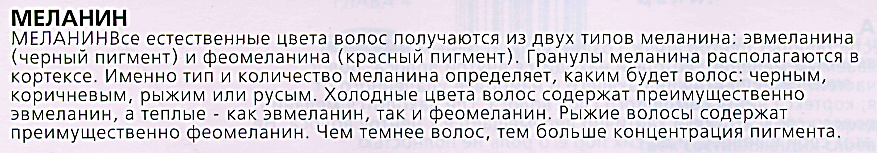 МЕЛАНИН
МЕЛАНИНВсе естественные цвета волос получаются из двух типов меланина: эвмеланина
(черный пигмент) и феомеланина (красный пигмент). Гранулы меланина располагаются в
кортексе. Именно тип и количество меланина определяет, каким будет волос: черным,
коричневым, рыжим или русым. Холодные цвета волос содержат преимущественно
эвмеланин, а теплые - как эвмеланин, так и феомеланин. Рыжие волосы содержат
преимущественно феомеланин. Чем темнее волос, тем больше концентрация пигмента.